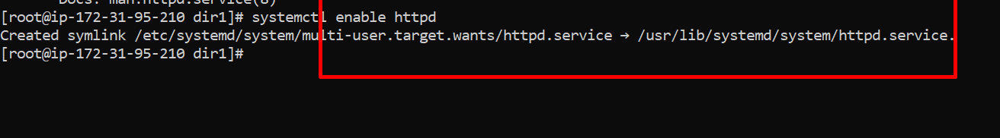 Docs: man:httpd.service(8)
[root@ip-172-31-95-210 dir1]# systemctl enable httpd
Created symlink /etc/systemd/system/multi-user.target.wants/httpd.service → /usr/lib/systemd/system/httpd.service.
[root@ip-172-31-95-210 dir1]#